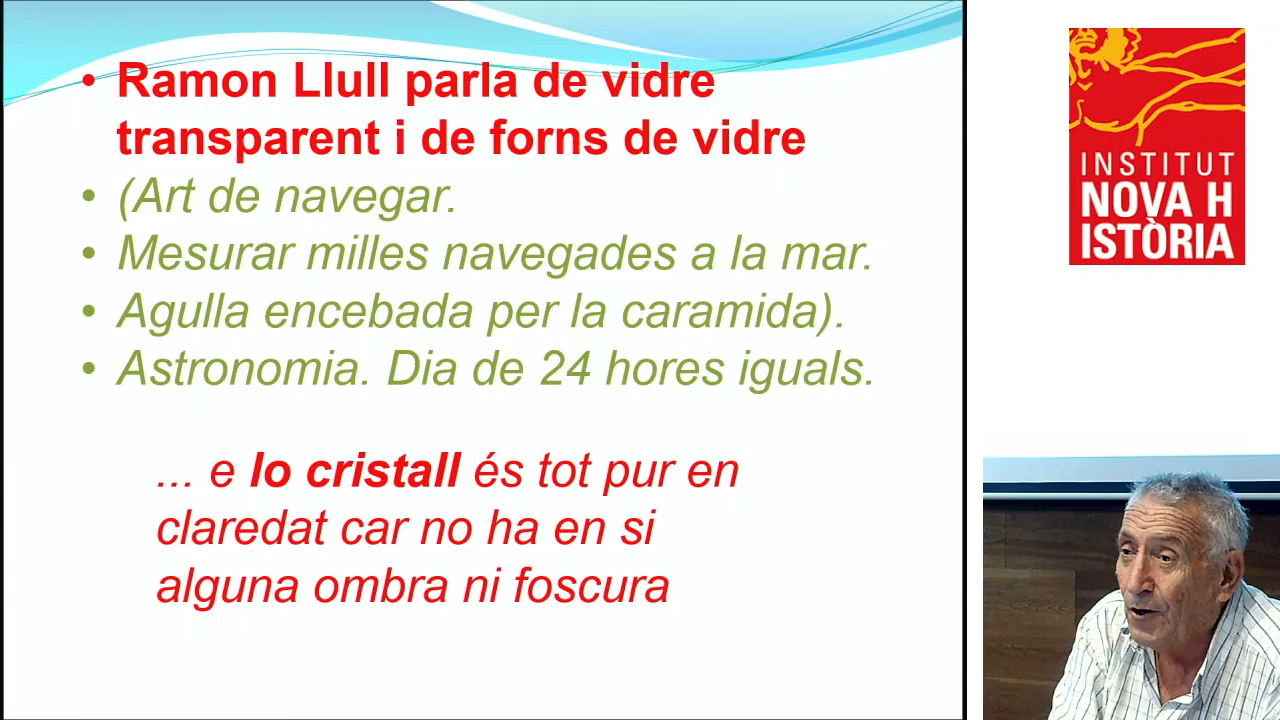 • Ramon Llull parla de vidre
transparent i de forns de vidre
• (Art de navegar.
• Mesurar milles navegades a la mar.
• Agulla encebada per la caramida).
• Astronomia. Dia de 24 hores iguals.
... e lo cristall és tot pur en
claredat car no ha en si
alguna ombra ni foscura
INSTITUT
NOVA H
ISTÒRIA